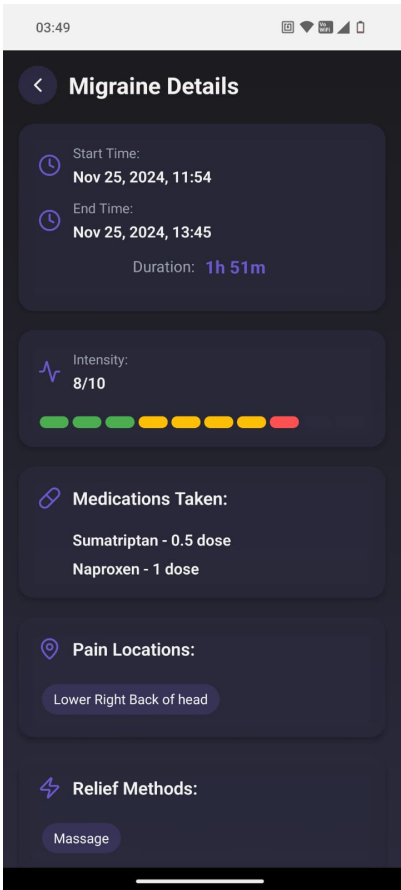 03:49
Vo
WiFi
Migraine Details
Start Time:
Nov 25, 2024, 11:54
End Time:
Nov 25, 2024, 13:45
Duration: 1h 51m
Intensity:
8/10
Medications Taken:
Sumatriptan - 0.5 dose
Naproxen - 1 dose
Pain Locations:
Lower Right Back of head
Relief Methods:
Massage